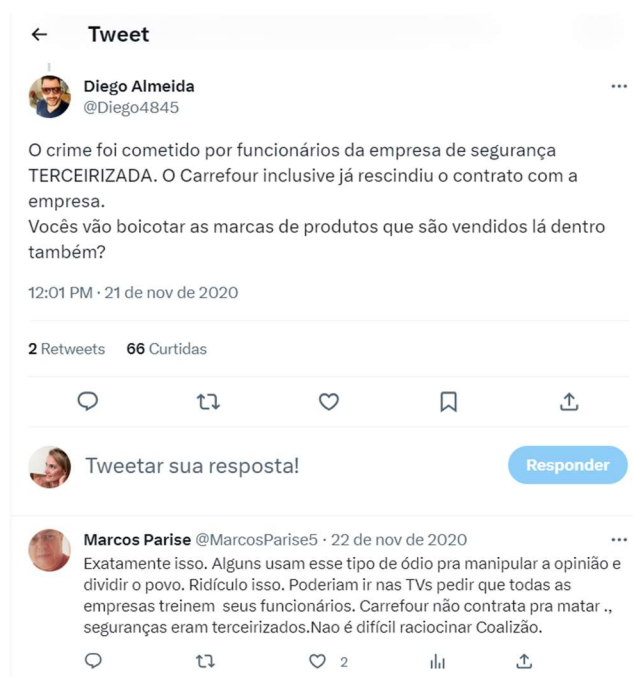 Tweet
Diego Almeida
@Diego4845
O crime foi cometido por funcionários da empresa de segurança
TERCEIRIZADA. O Carrefour inclusive já rescindiu o contrato com a
empresa.
Vocês vão boicotar as marcas de produtos que são vendidos lá dentro
também?
12:01 PM · 21 de nov de 2020
2 Retweets 66 Curtidas
Tweetar sua resposta!
Responder
Marcos Parise @MarcosParise5 · 22 de nov de 2020
Exatamente isso. Alguns usam esse tipo de ódio pra manipular a opinião e
dividir o povo. Ridículo isso. Poderiam ir nas TVs pedir que todas as
empresas treinem seus funcionários. Carrefour não contrata pra matar .,
seguranças eram terceirizados.Nao é difícil raciocinar Coalizão.
2